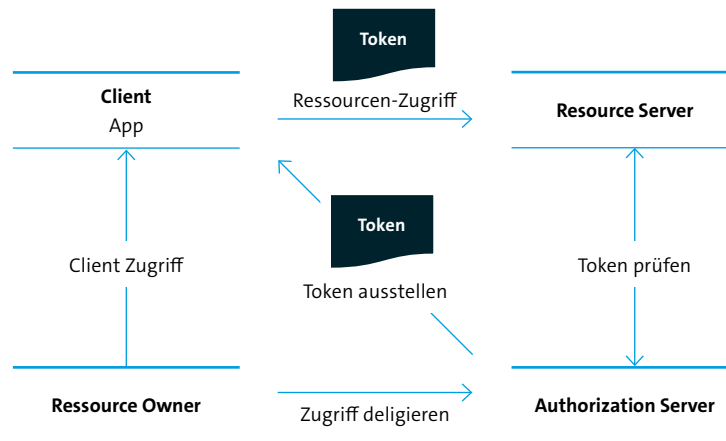 Token
Client
App
Ressourcen-Zugriff
Resource Server
Token
Client Zugriff
Token ausstellen
Token prüfen
Ressource Owner
Zugriff deligieren
Authorization Server